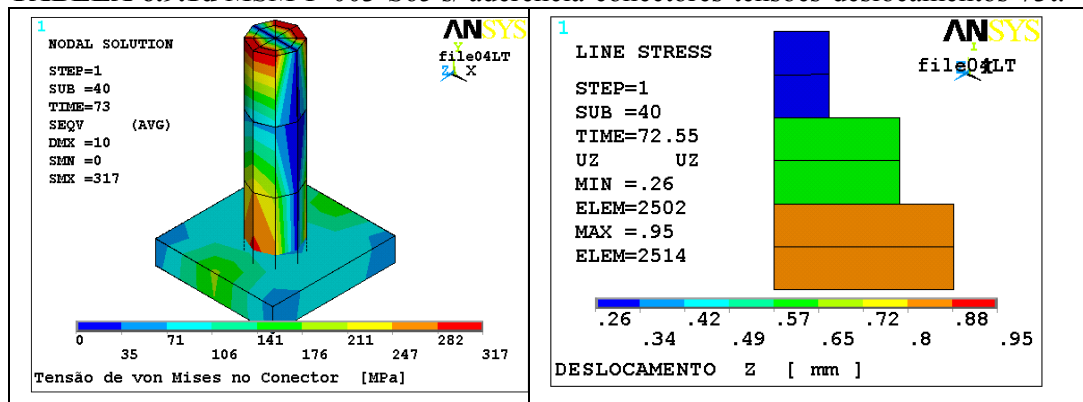 1
ANSYS
file04LT
Y
Z X
NODAL SOLUTION
STEP=1
SUB =40
TIME=73
SEQV (AVG)
DMX =10
SMN =0
SMX =317
0 35 71 106 141 176 211 247 282 317
Tensão de von Mises no Conector [MPa]
1
ANSYS
LINE STRESS
STEP=1
SUB =40
TIME=72.55
UZ UZ
MIN =.26
ELEM=2502
MAX =.95
ELEM=2514
.26 .34 .42 .49 .57 .65 .72 .8 .88 .95
DESLOCAMENTO Z [ mm ]